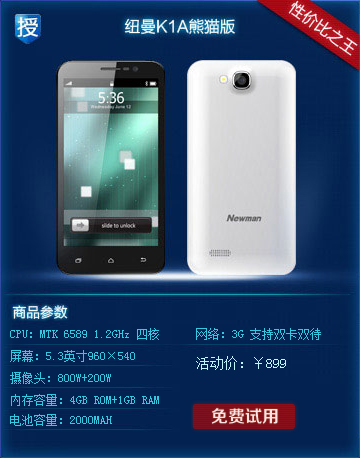 授
纽曼K1A熊猫版
性价比之王
5:36
Wednesday June 12
slide to unlock
Newman
商品参数
CPU: MTK 6589 1.2GHz 四核
网络: 3G 支持双卡双待
屏幕: 5.3英寸960×540
活动价: ￥899
摄像头: 800W+200W
内存容量: 4GB ROM+1GB RAM
电池容量: 2000MAH
免费试用